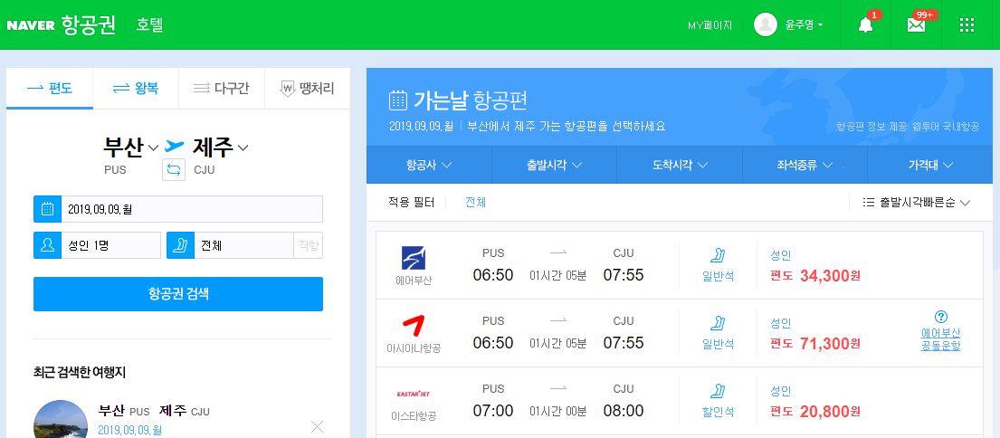 NAVER 항공권 호텔 MY페이지 윤주영 1 99+
편도 왕복 다구간 땡처리
부산 제주
PUS CJU
2019.09.09.월
성인 1명 전체 직항
항공권 검색
최근 검색한 여행지
부산 PUS 제주 CJU
2019.09.09.월
가는날 항공편
2019.09.09.월 부산에서 제주 가는 항공편을 선택하세요 항공편 정보 제공: 웹투어 국내항공
항공사 출발시각 도착시각 좌석종류 가격대
적용 필터 전체 출발시각빠른순
PUS CJU 성인
에어부산 06:50 01시간 05분 07:55 일반석 편도 34,300원
PUS CJU 성인
아시아나항공 06:50 01시간 05분 07:55 일반석 편도 71,300원
에어부산
공동운항
EASTAR JET PUS CJU 성인
이스타항공 07:00 01시간 00분 08:00 할인석 편도 20,800원